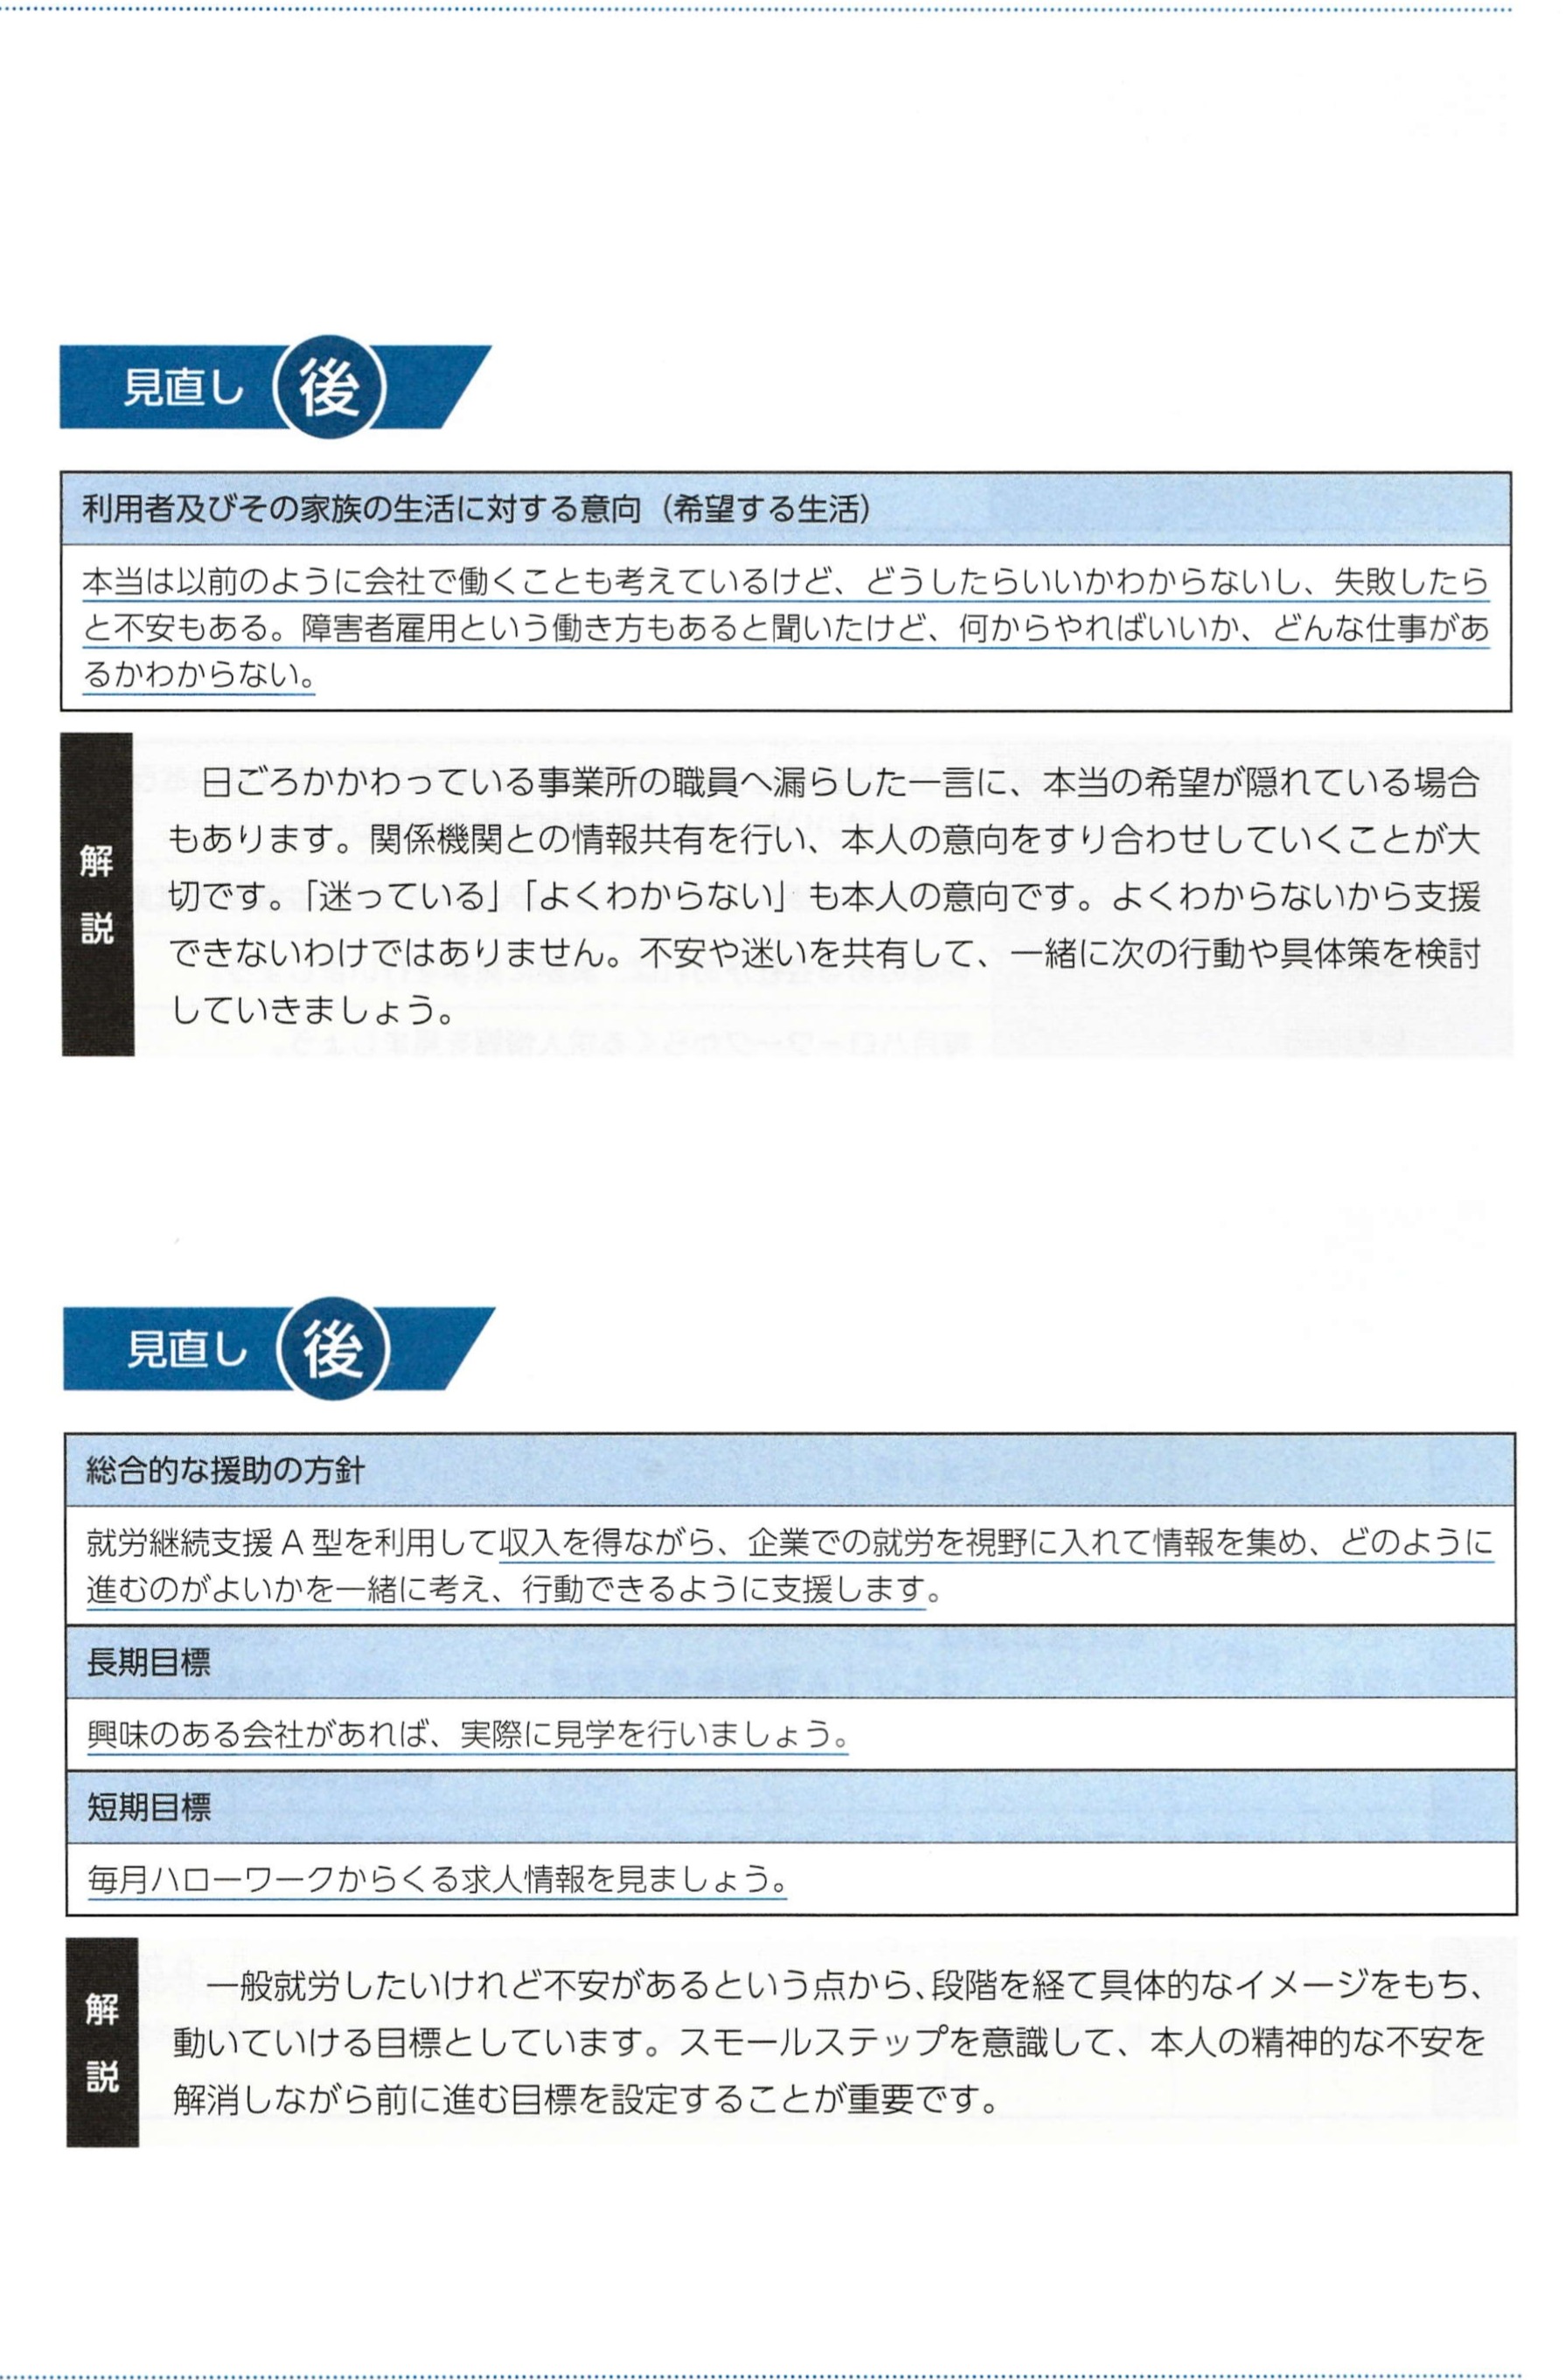 見直し 後
利用者及びその家族の生活に対する意向（希望する生活）
本当は以前のように会社で働くことも考えているけど、どうしたらいいかわからないし、失敗したら
と不安もある。障害者雇用という働き方もあると聞いたけど、何からやればいいか、どんな仕事があ
るかわからない。
解説
日ごろかかわっている事業所の職員へ漏らした一言に、本当の希望が隠れている場合
もあります。関係機関との情報共有を行い、本人の意向をすり合わせしていくことが大
切です。「迷っている」「よくわからない」も本人の意向です。よくわからないから支援
できないわけではありません。不安や迷いを共有して、一緒に次の行動や具体策を検討
していきましょう。
見直し 後
総合的な援助の方針
就労継続支援 A 型を利用して収入を得ながら、企業での就労を視野に入れて情報を集め、どのように
進むのがよいかを一緒に考え、行動できるように支援します。
長期目標
興味のある会社があれば、実際に見学を行いましょう。
短期目標
毎月ハローワークからくる求人情報を見ましょう。
解説
一般就労したいけれど不安があるという点から、段階を経て具体的なイメージをもち、
動いていける目標としています。スモールステップを意識して、本人の精神的な不安を
解消しながら前に進む目標を設定することが重要です。